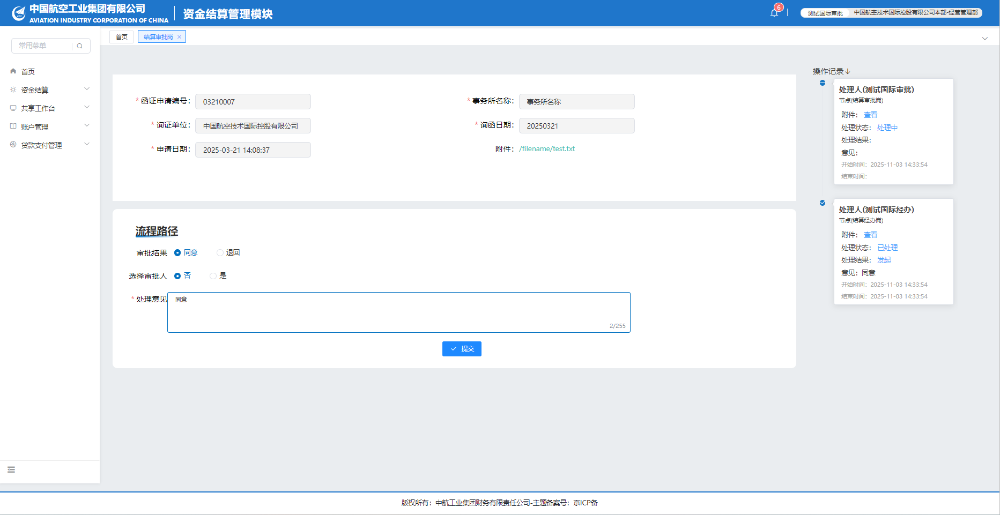 中国航空工业集团有限公司
AVIATION INDUSTRY CORPORATION OF CHINA
资金结算管理模块
6
测试国际审批
中国航空技术国际控股有限公司本部-经营管理部
常用菜单
首页
资金结算
共享工作台
账户管理
贷款支付管理
首页
结算审批岗
* 函证申请编号：
03210007
* 事务所名称：
事务所名称
* 询证单位：
中国航空技术国际控股有限公司
* 询函日期：
20250321
* 申请日期：
2025-03-21 14:08:37
附件：
/filename/test.txt
流程路径
审批结果
同意
退回
选择审批人
否
是
* 处理意见
同意
2/255
提交
操作记录↓
处理人(测试国际审批)
节点(结算审批岗)
附件： 查看
处理状态： 处理中
处理结果：
意见：
开始时间：2025-11-03 14:33:54
结束时间：
处理人(测试国际经办)
节点(结算经办岗)
附件： 查看
处理状态： 已处理
处理结果： 发起
意见：同意
开始时间：2025-11-03 14:33:54
结束时间：2025-11-03 14:33:54
版权所有：中航工业集团财务有限责任公司-主题备案号：京ICP备